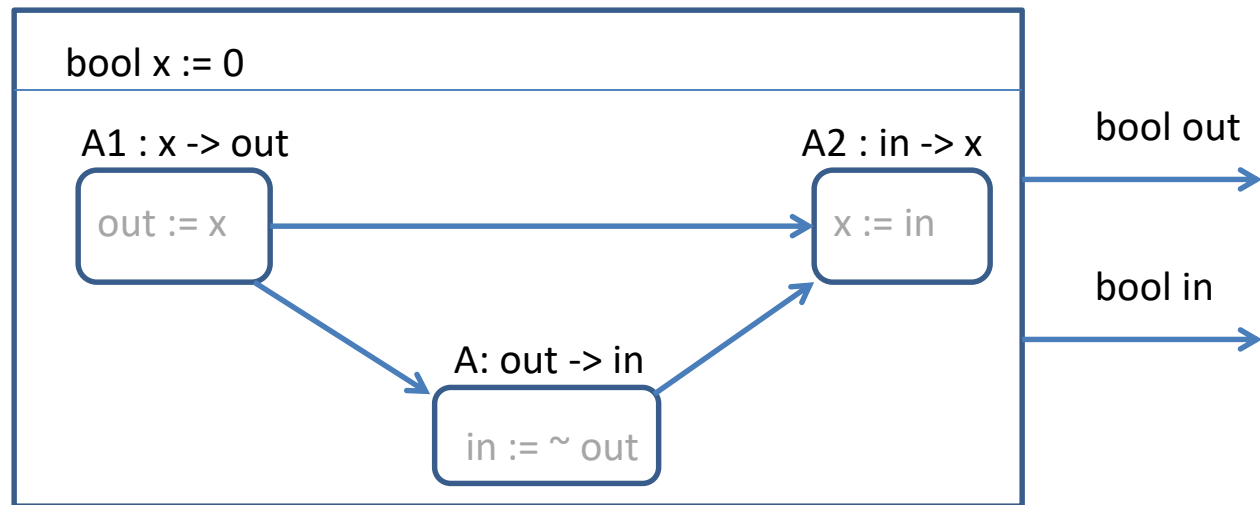 bool x := 0
A1 : x -> out
A2 : in -> x
bool out
out := x
x := in
bool in
A: out -> in
in := ~ out